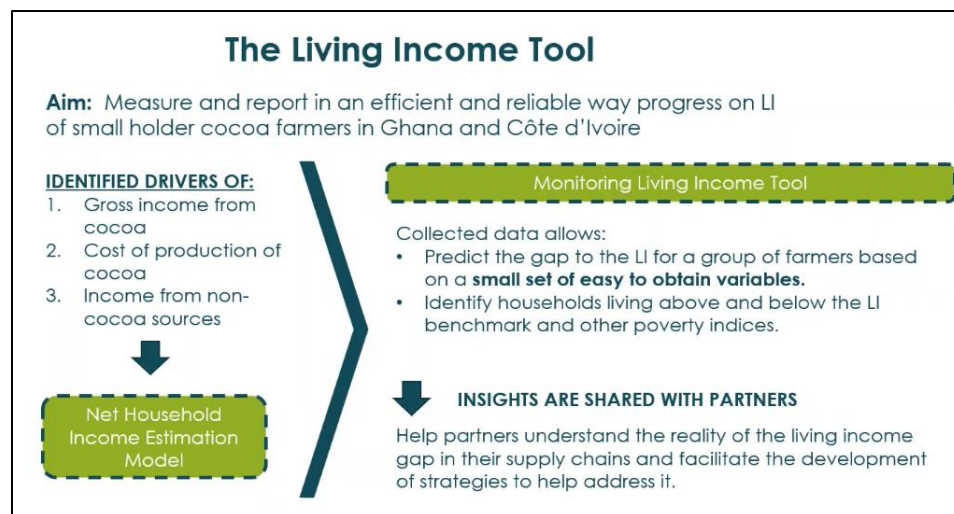 The Living Income Tool
Aim: Measure and report in an efficient and reliable way progress on LI
of small holder cocoa farmers in Ghana and Côte d'Ivoire
IDENTIFIED DRIVERS OF:
1. Gross income from
cocoa
2. Cost of production of
cocoa
3. Income from non-
cocoa sources
Net Household
Income Estimation
Model
Monitoring Living Income Tool
Collected data allows:
• Predict the gap to the LI for a group of farmers based
on a small set of easy to obtain variables.
• Identify households living above and below the LI
benchmark and other poverty indices.
INSIGHTS ARE SHARED WITH PARTNERS
Help partners understand the reality of the living income
gap in their supply chains and facilitate the development
of strategies to help address it.